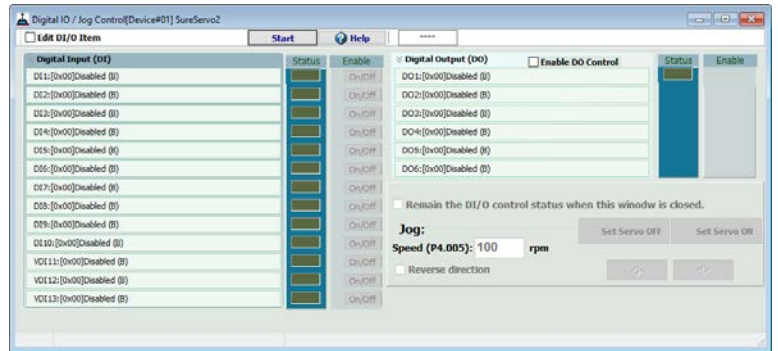 Digital IO / Jog Control[Device#01] SureServo2
Edit DI/O Item Start Help ----
Digital Input (DI) Status Enable
DI1:[0x00]Disabled (B) On/Off
DI2:[0x00]Disabled (B) On/Off
DI3:[0x00]Disabled (B) On/Off
DI4:[0x00]Disabled (B) On/Off
DI5:[0x00]Disabled (B) On/Off
DI6:[0x00]Disabled (B) On/Off
DI7:[0x00]Disabled (B) On/Off
DI8:[0x00]Disabled (B) On/Off
DI9:[0x00]Disabled (B) On/Off
DI10:[0x00]Disabled (B) On/Off
VDI11:[0x00]Disabled (B) On/Off
VDI12:[0x00]Disabled (B) On/Off
VDI13:[0x00]Disabled (B) On/Off
Digital Output (DO) Enable DO Control Status Enable
DO1:[0x00]Disabled (B)
DO2:[0x00]Disabled (B)
DO3:[0x00]Disabled (B)
DO4:[0x00]Disabled (B)
DO5:[0x00]Disabled (B)
DO6:[0x00]Disabled (B)
Remain the DI/O control status when this winodw is closed.
Jog: Set Servo OFF Set Servo ON
Speed (P4.005): 100 rpm
Reverse direction